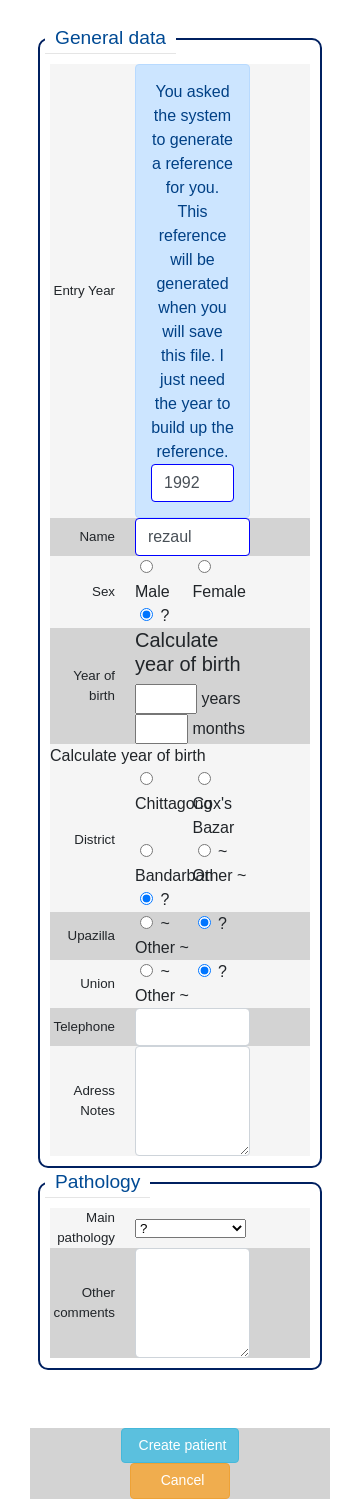 General data
You asked
the system
to generate
a reference
for you.
This
reference
will be
generated
when you
will save
this file. I
just need
the year to
build up the
reference.
Entry Year
1992
Name
rezaul
Sex
Male
Female
?
Year of
birth
Calculate
year of birth
years
months
Calculate year of birth
District
Chittagong
Cox's
Bazar
Bandarban
~
Other ~
?
Upazilla
~
Other ~
?
Union
~
Other ~
?
Telephone
Adress
Notes
Pathology
Main
pathology
?
Other
comments
Create patient
Cancel